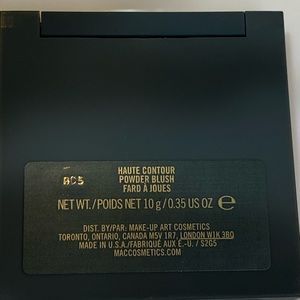 HAUTE CONTOUR
POWDER BLUSH
FARD À JOUES
NET WT./POIDS NET 10 g/0.35 US OZ ℮
DIST. BY/PAR: MAKE-UP ART COSMETICS
TORONTO, ONTARIO, CANADA M5V 1R7, LONDON W1K 3BQ
MADE IN U.S.A./FABRIQUÉ AUX É.-U. / S2G5
MACCOSMETICS.COM